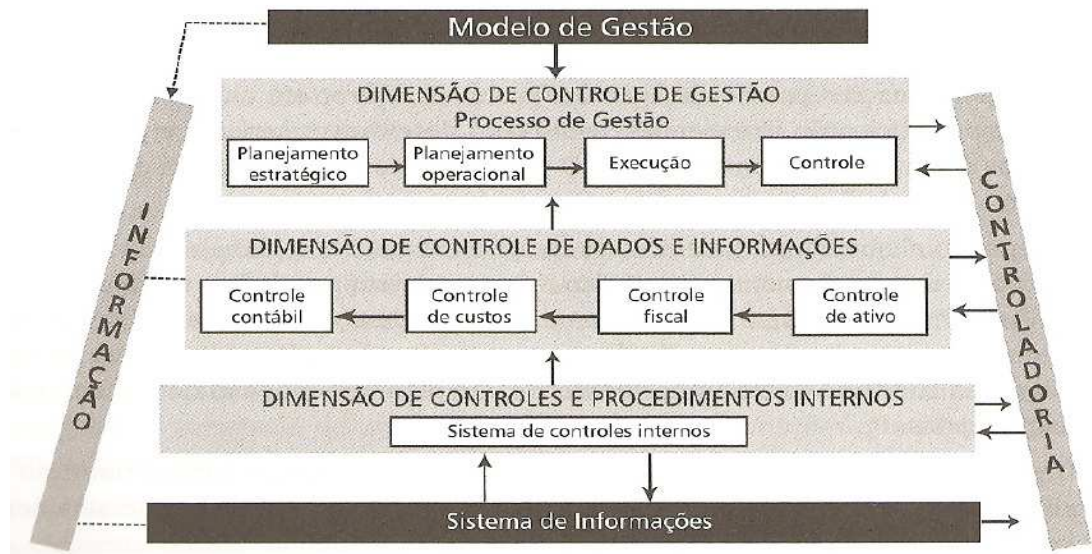 Modelo de Gestão
DIMENSÃO DE CONTROLE DE GESTÃO
Processo de Gestão
Planejamento
estratégico
Planejamento
operacional
Execução
Controle
INFORMAÇÃO
CONTROLADORIA
DIMENSÃO DE CONTROLE DE DADOS E INFORMAÇÕES
Controle
contábil
Controle
de custos
Controle
fiscal
Controle
de ativo
DIMENSÃO DE CONTROLES E PROCEDIMENTOS INTERNOS
Sistema de controles internos
Sistema de Informações